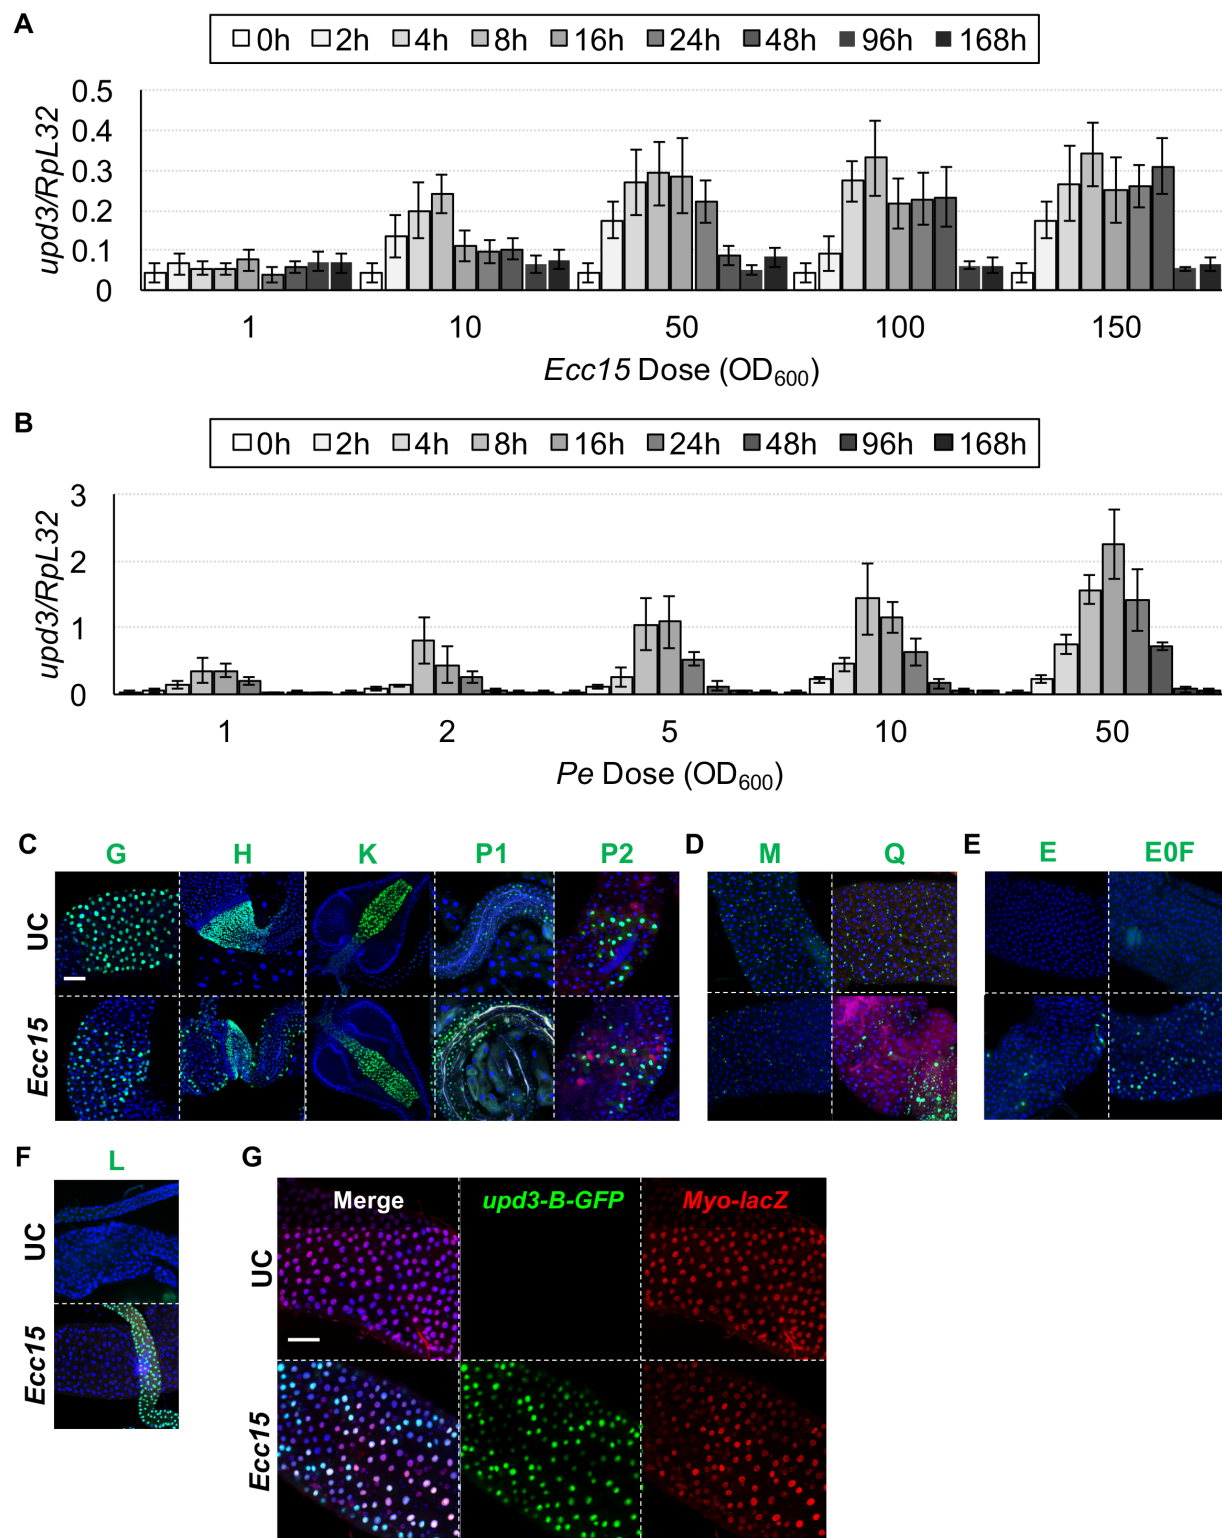 A
0h 2h 4h 8h 16h 24h 48h 96h 168h
0.5
0.4
0.3
0.2
0.1
0
upd3/RpL32
1 10 50 100 150
Ecc15 Dose (OD600)
B
0h 2h 4h 8h 16h 24h 48h 96h 168h
3
2
1
0
upd3/RpL32
1 2 5 10 50
Pe Dose (OD600)
C
G H K P1 P2
UC
Ecc15
D
M Q
E
E E0F
F
L
UC
Ecc15
G
Merge upd3-B-GFP Myo-lacZ
UC
Ecc15